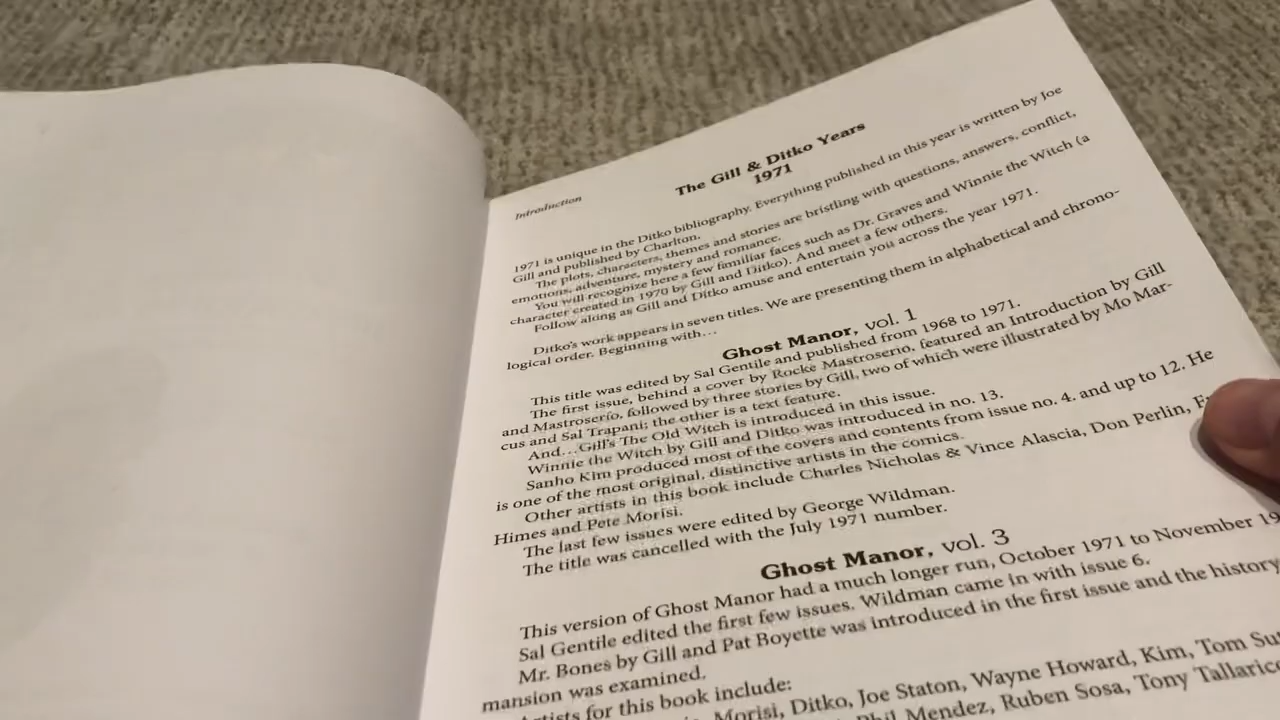 Introduction
The Gill & Ditko Years
1971
1971 is unique in the Ditko bibliography. Everything published in this year is written by Joe
Gill and published by Charlton.
The plots, characters, themes and stories are bristling with questions, answers, conflict,
emotions, adventure, mystery and romance.
You will recognize here a few familiar faces such as Dr. Graves and Winnie the Witch (a
character created in 1970 by Gill and Ditko). And meet a few others.
Follow along as Gill and Ditko amuse and entertain you across the year 1971.
Ditko's work appears in seven titles. We are presenting them in alphabetical and chrono-
logical order. Beginning with...
Ghost Manor, vol. 1
This title was edited by Sal Gentile and published from 1968 to 1971.
The first issue, behind a cover by Rocke Mastroserio, featured an Introduction by Gill
and Mastroserio, followed by three stories by Gill, two of which were illustrated by Mo Mar-
cus and Sal Trapani; the other is a text feature.
And...Gill's The Old Witch is introduced in this issue.
Winnie the Witch by Gill and Ditko was introduced in no. 13.
Sanho Kim produced most of the covers and contents from issue no. 4. and up to 12. He
is one of the most original, distinctive artists in the comics.
Other artists in this book include Charles Nicholas & Vince Alascia, Don Perlin,
Himes and Pete Morisi.
The last few issues were edited by George Wildman.
The title was cancelled with the July 1971 number.
Ghost Manor, vol. 3
This version of Ghost Manor had a much longer run, October 1971 to November
Sal Gentile edited the first few issues. Wildman came in with issue 6.
Mr. Bones by Gill and Pat Boyette was introduced in the first issue and the history
mansion was examined.
for this book include:
Morisi, Ditko, Joe Staton, Wayne Howard, Kim, Tom
Phil Mendez, Ruben Sosa, Tony